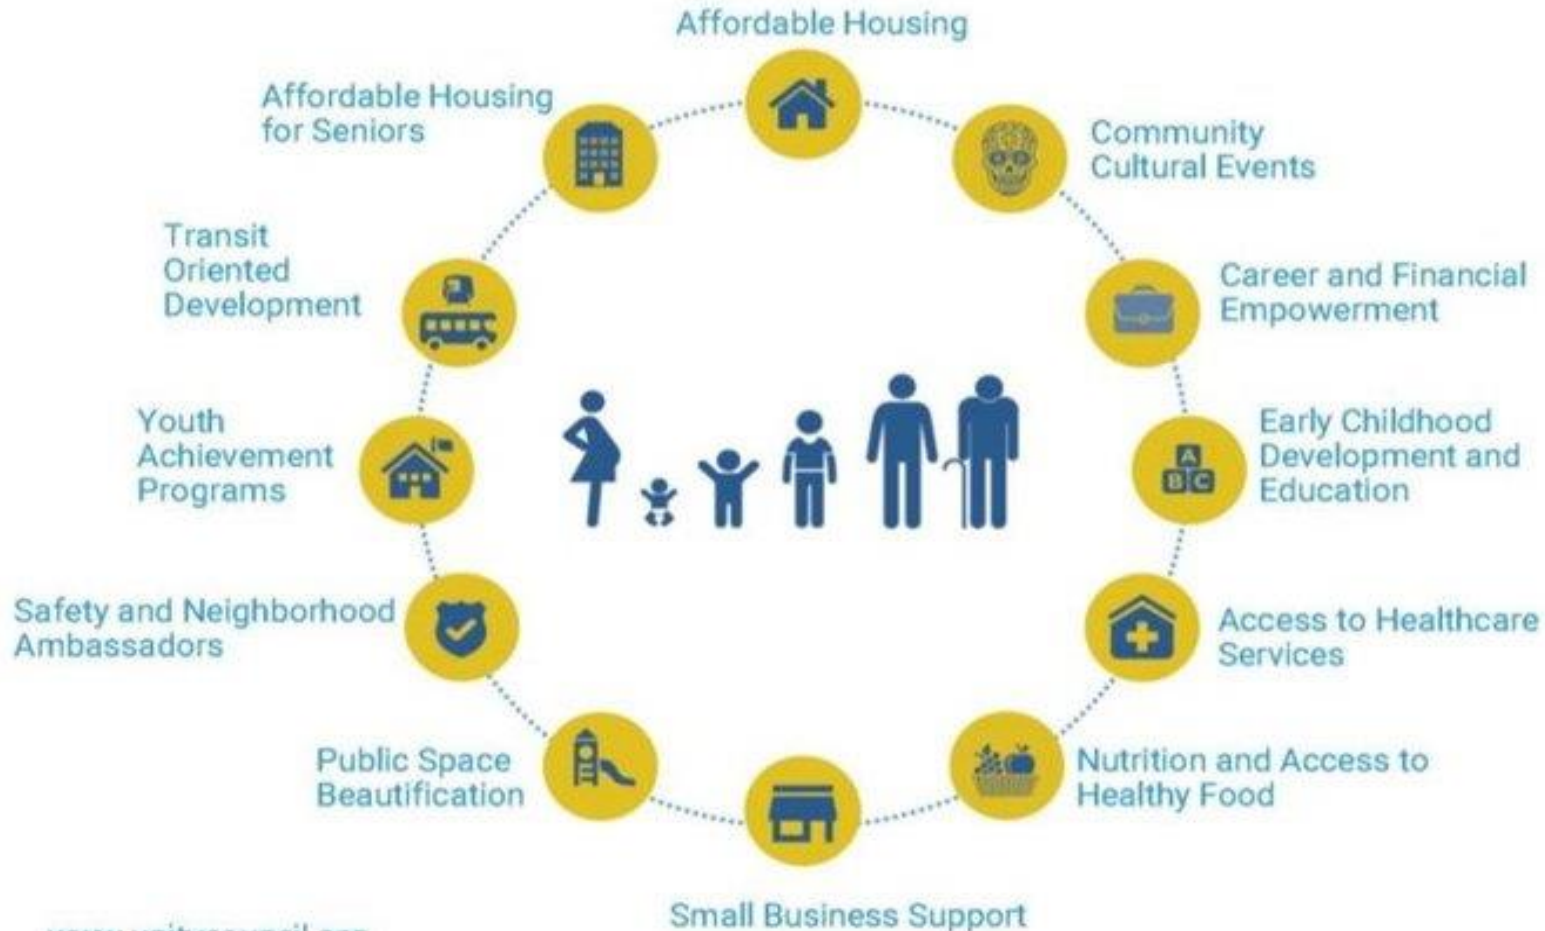 Affordable Housing
Affordable Housing
for Seniors
Community
Cultural Events
Transit
Oriented
Development
Career and Financial
Empowerment
Youth
Achievement
Programs
Early Childhood
Development and
Education
A
B C
Safety and Neighborhood
Ambassadors
Access to Healthcare
Services
Public Space
Beautification
Nutrition and Access to
Healthy Food
Small Business Support